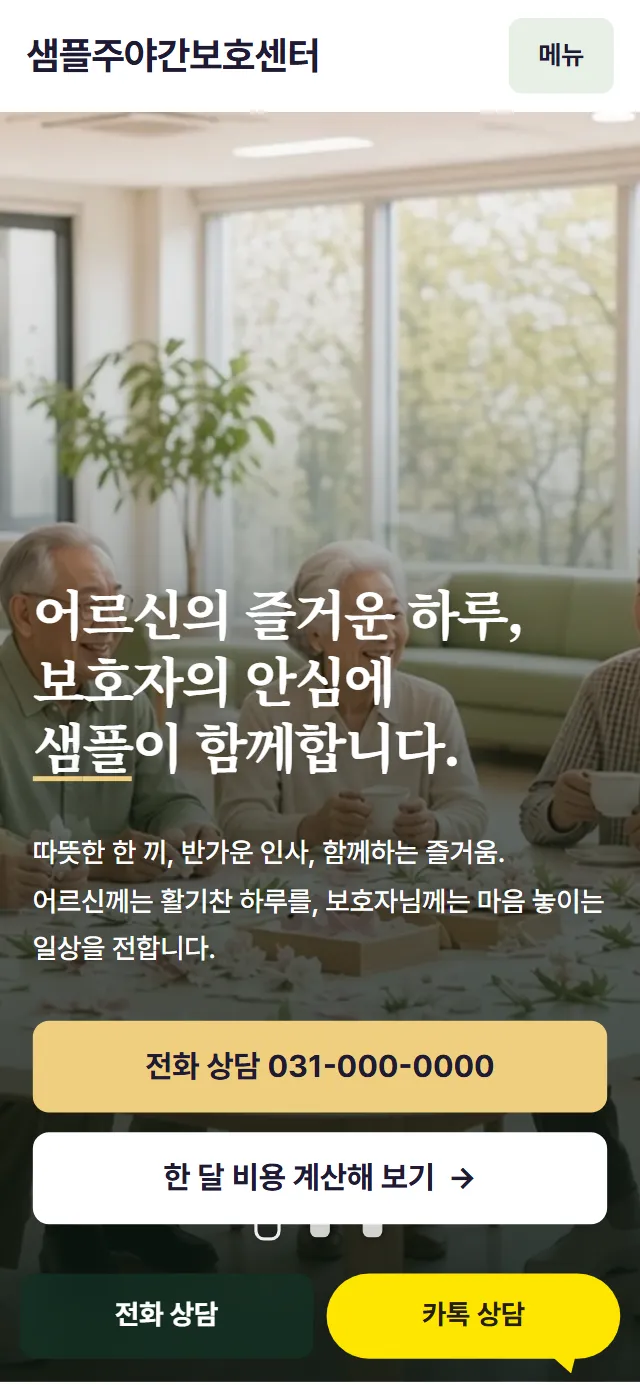 샘플주야간보호센터
메뉴
어르신의 즐거운 하루,
보호자의 안심에
샘플이 함께합니다.
따뜻한 한 끼, 반가운 인사, 함께하는 즐거움.
어르신께는 활기찬 하루를, 보호자님께는 마음 놓이는
일상을 전합니다.
전화 상담 031-000-0000
한 달 비용 계산해 보기 →
전화 상담
카톡 상담